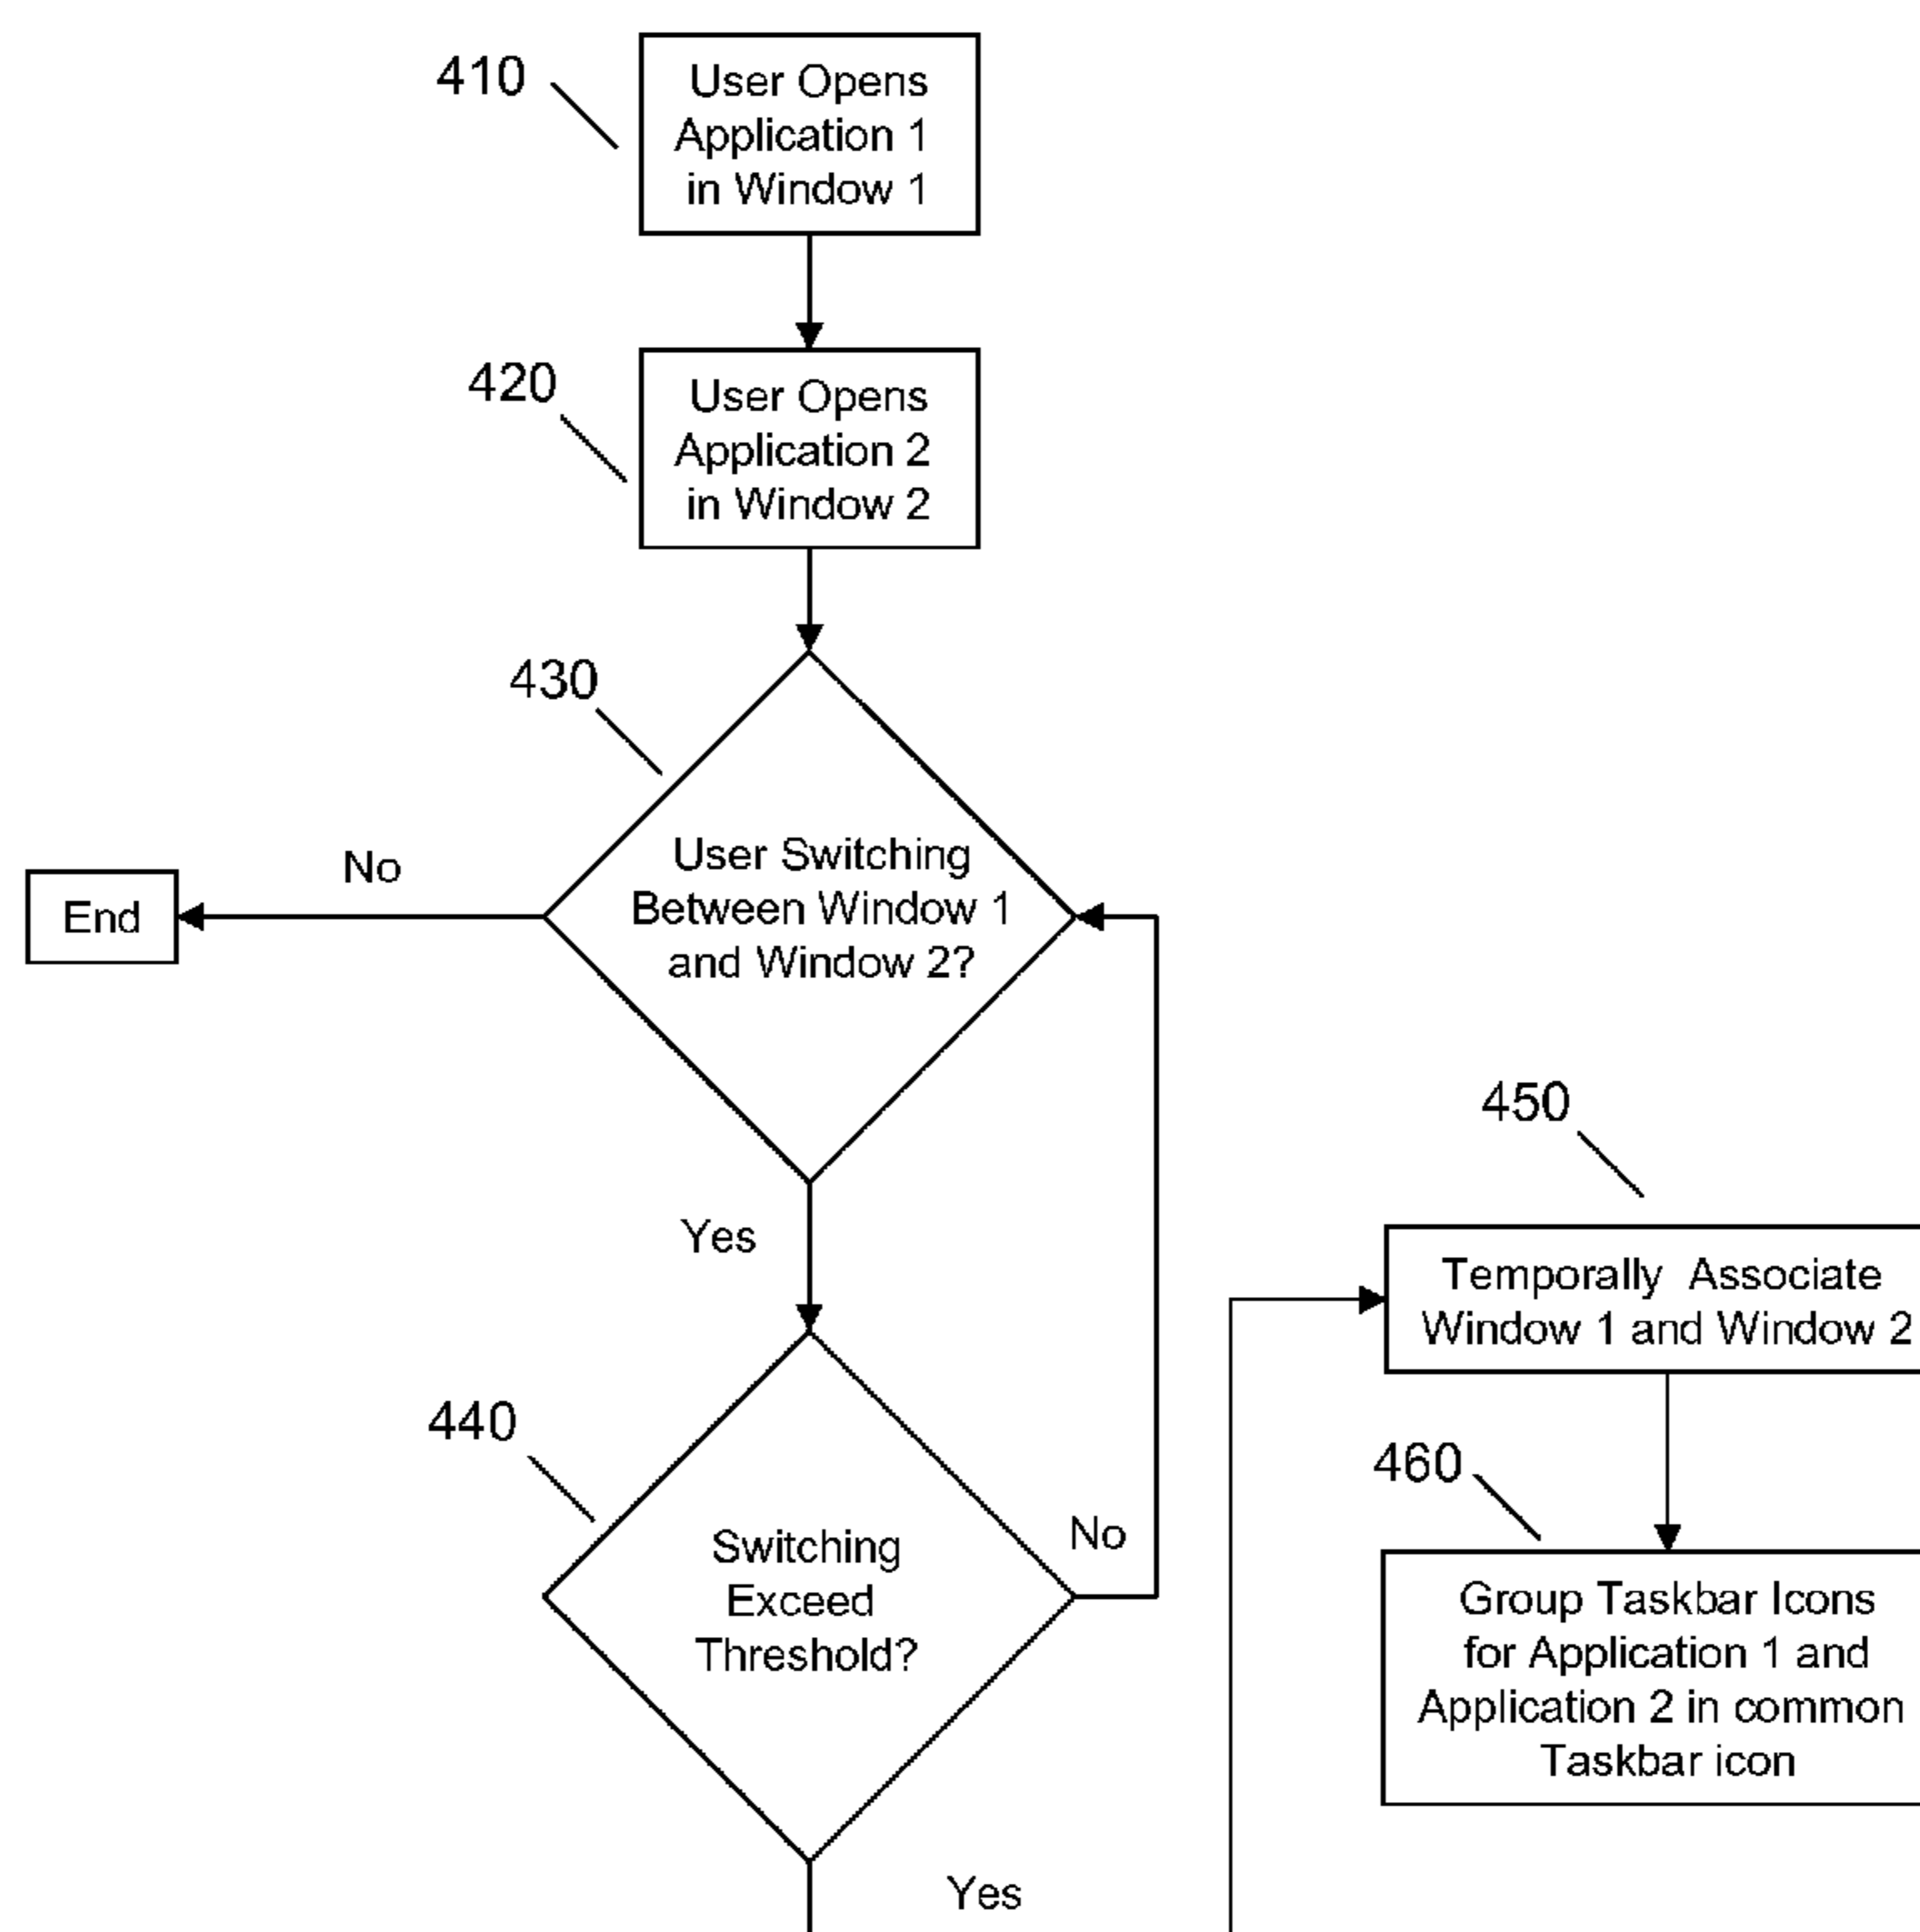 410
User Opens
Application 1
in Window 1
420
User Opens
Application 2
in Window 2
430
User Switching
Between Window 1
and Window 2?
No
End
Yes
440
Switching
Exceed
Threshold?
No
Yes
450
Temporally Associate
Window 1 and Window 2
460
Group Taskbar Icons
for Application 1 and
Application 2 in common
Taskbar icon